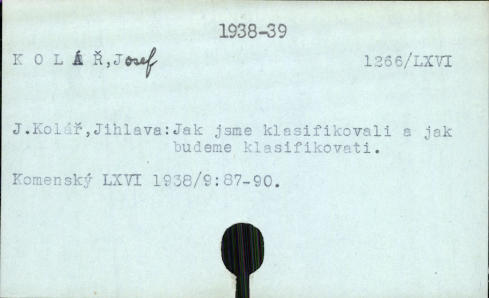 1938-39
K O L Á Ř,Josef 1266/LXVI
J.Kolář,Jihlava:Jak jsme klasifikovali a jak
budeme klasifikovati.
Komenský LXVI 1938/9:87-90.